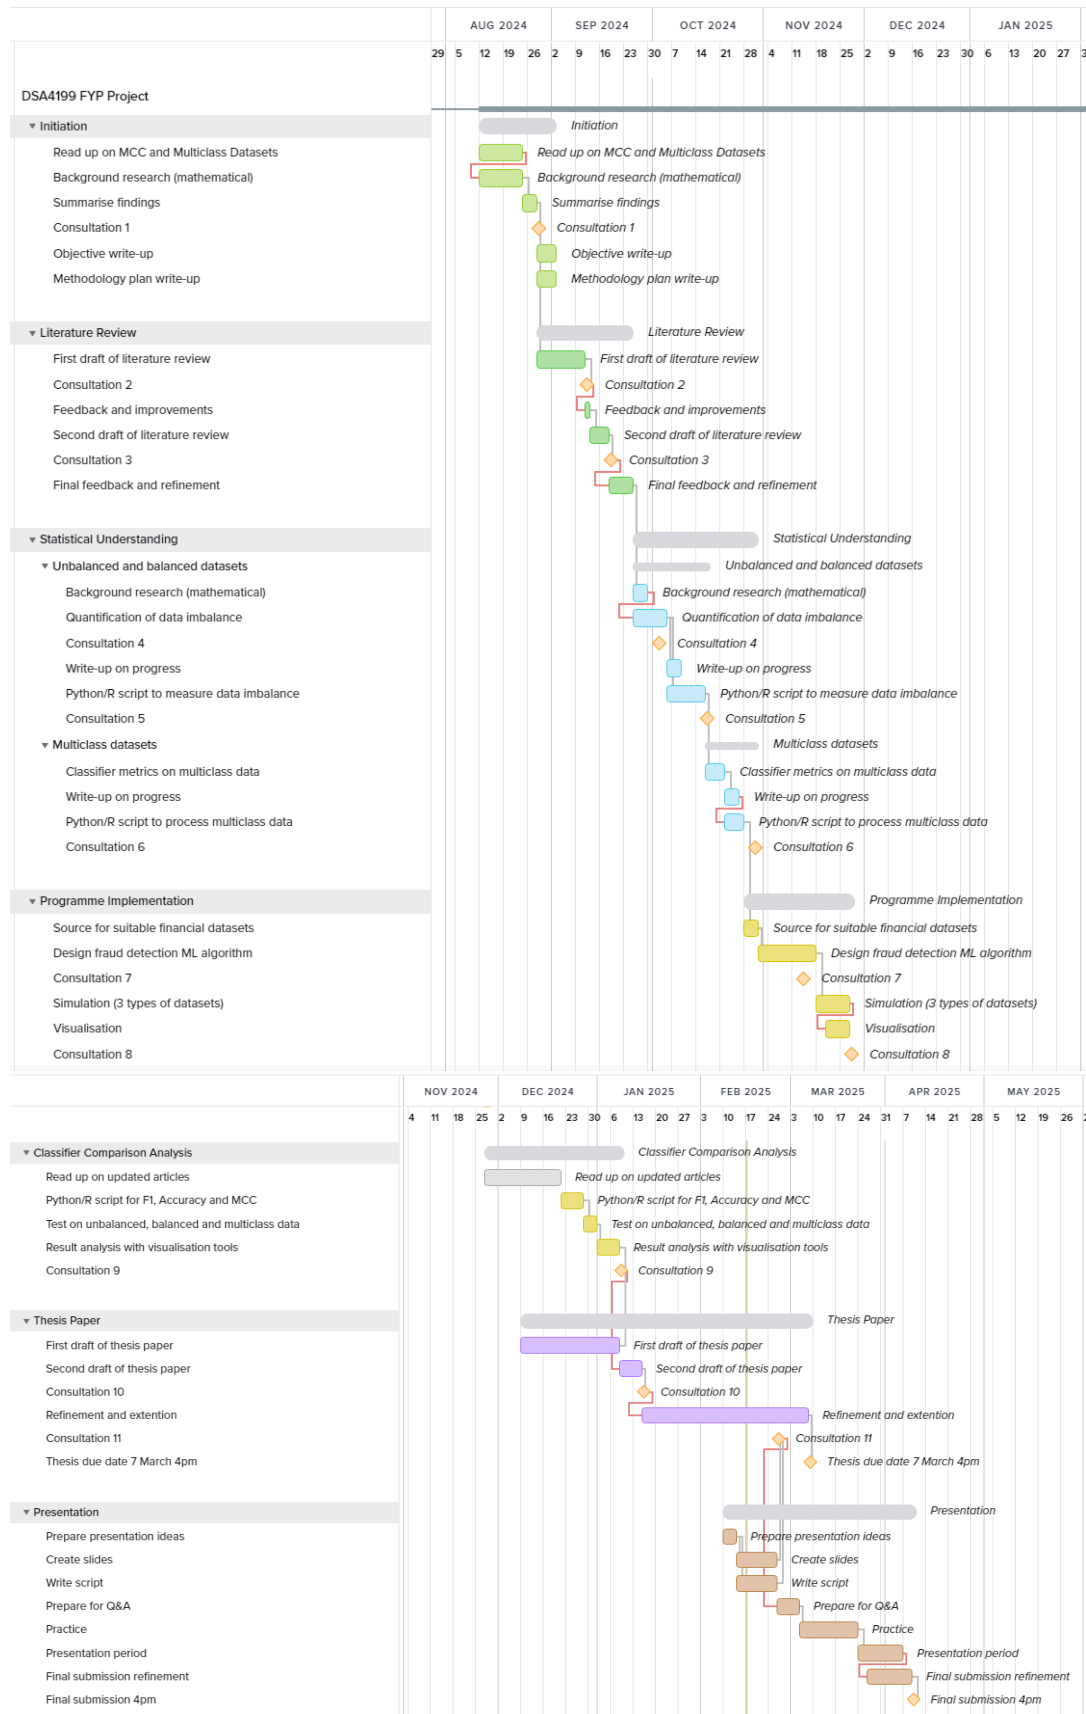 AUG 2024 SEP 2024 OCT 2024 NOV 2024 DEC 2024 JAN 2025
29 5 12 19 26 2 9 16 23 30 7 14 21 28 4 11 18 25 2 9 16 23 30 6 13 20 27 3
DSA4199 FYP Project
Initiation Initiation
Read up on MCC and Multiclass Datasets Read up on MCC and Multiclass Datasets
Background research (mathematical) Background research (mathematical)
Summarise findings Summarise findings
Consultation 1 Consultation 1
Objective write-up Objective write-up
Methodology plan write-up Methodology plan write-up
Literature Review Literature Review
First draft of literature review First draft of literature review
Consultation 2 Consultation 2
Feedback and improvements Feedback and improvements
Second draft of literature review Second draft of literature review
Consultation 3 Consultation 3
Final feedback and refinement Final feedback and refinement
Statistical Understanding Statistical Understanding
Unbalanced and balanced datasets Unbalanced and balanced datasets
Background research (mathematical) Background research (mathematical)
Quantification of data imbalance Quantification of data imbalance
Consultation 4 Consultation 4
Write-up on progress Write-up on progress
Python/R script to measure data imbalance Python/R script to measure data imbalance
Consultation 5 Consultation 5
Multiclass datasets Multiclass datasets
Classifier metrics on multiclass data Classifier metrics on multiclass data
Write-up on progress Write-up on progress
Python/R script to process multiclass data Python/R script to process multiclass data
Consultation 6 Consultation 6
Programme Implementation Programme Implementation
Source for suitable financial datasets Source for suitable financial datasets
Design fraud detection ML algorithm Design fraud detection ML algorithm
Consultation 7 Consultation 7
Simulation (3 types of datasets) Simulation (3 types of datasets)
Visualisation Visualisation
Consultation 8 Consultation 8
NOV 2024 DEC 2024 JAN 2025 FEB 2025 MAR 2025 APR 2025 MAY 2025
4 11 18 25 2 9 16 23 30 6 13 20 27 3 10 17 24 3 10 17 24 31 7 14 21 28 5 12 19 26 2
Classifier Comparison Analysis Classifier Comparison Analysis
Read up on updated articles Read up on updated articles
Python/R script for F1, Accuracy and MCC Python/R script for F1, Accuracy and MCC
Test on unbalanced, balanced and multiclass data Test on unbalanced, balanced and multiclass data
Result analysis with visualisation tools Result analysis with visualisation tools
Consultation 9 Consultation 9
Thesis Paper Thesis Paper
First draft of thesis paper First draft of thesis paper
Second draft of thesis paper Second draft of thesis paper
Consultation 10 Consultation 10
Refinement and extention Refinement and extention
Consultation 11 Consultation 11
Thesis due date 7 March 4pm Thesis due date 7 March 4pm
Presentation Presentation
Prepare presentation ideas Prepare presentation ideas
Create slides Create slides
Write script Write script
Prepare for Q&A Prepare for Q&A
Practice Practice
Presentation period Presentation period
Final submission refinement Final submission refinement
Final submission 4pm Final submission 4pm